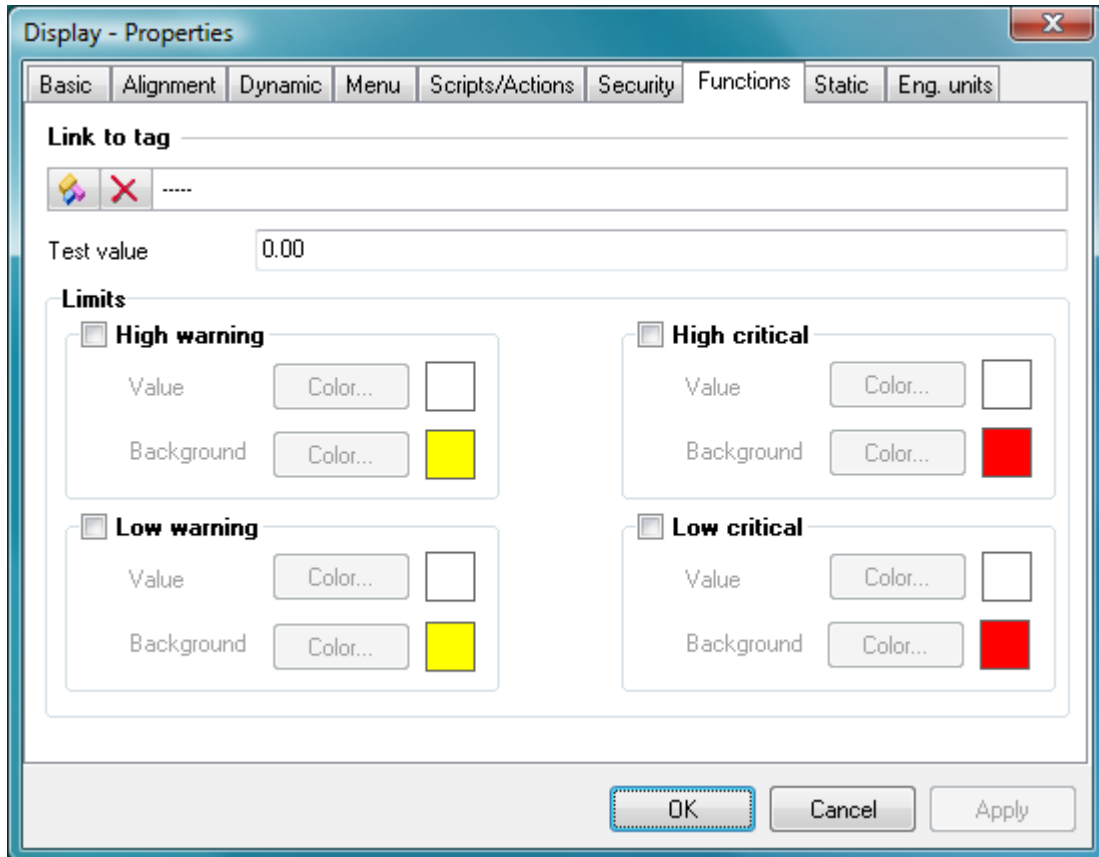 Display - Properties
Basic Alignment Dynamic Menu Scripts/Actions Security Functions Static Eng. units
Link to tag
-----
Test value 0.00
Limits
High warning High critical
Value Color... Value Color...
Background Color... Background Color...
Low warning Low critical
Value Color... Value Color...
Background Color... Background Color...
OK Cancel Apply